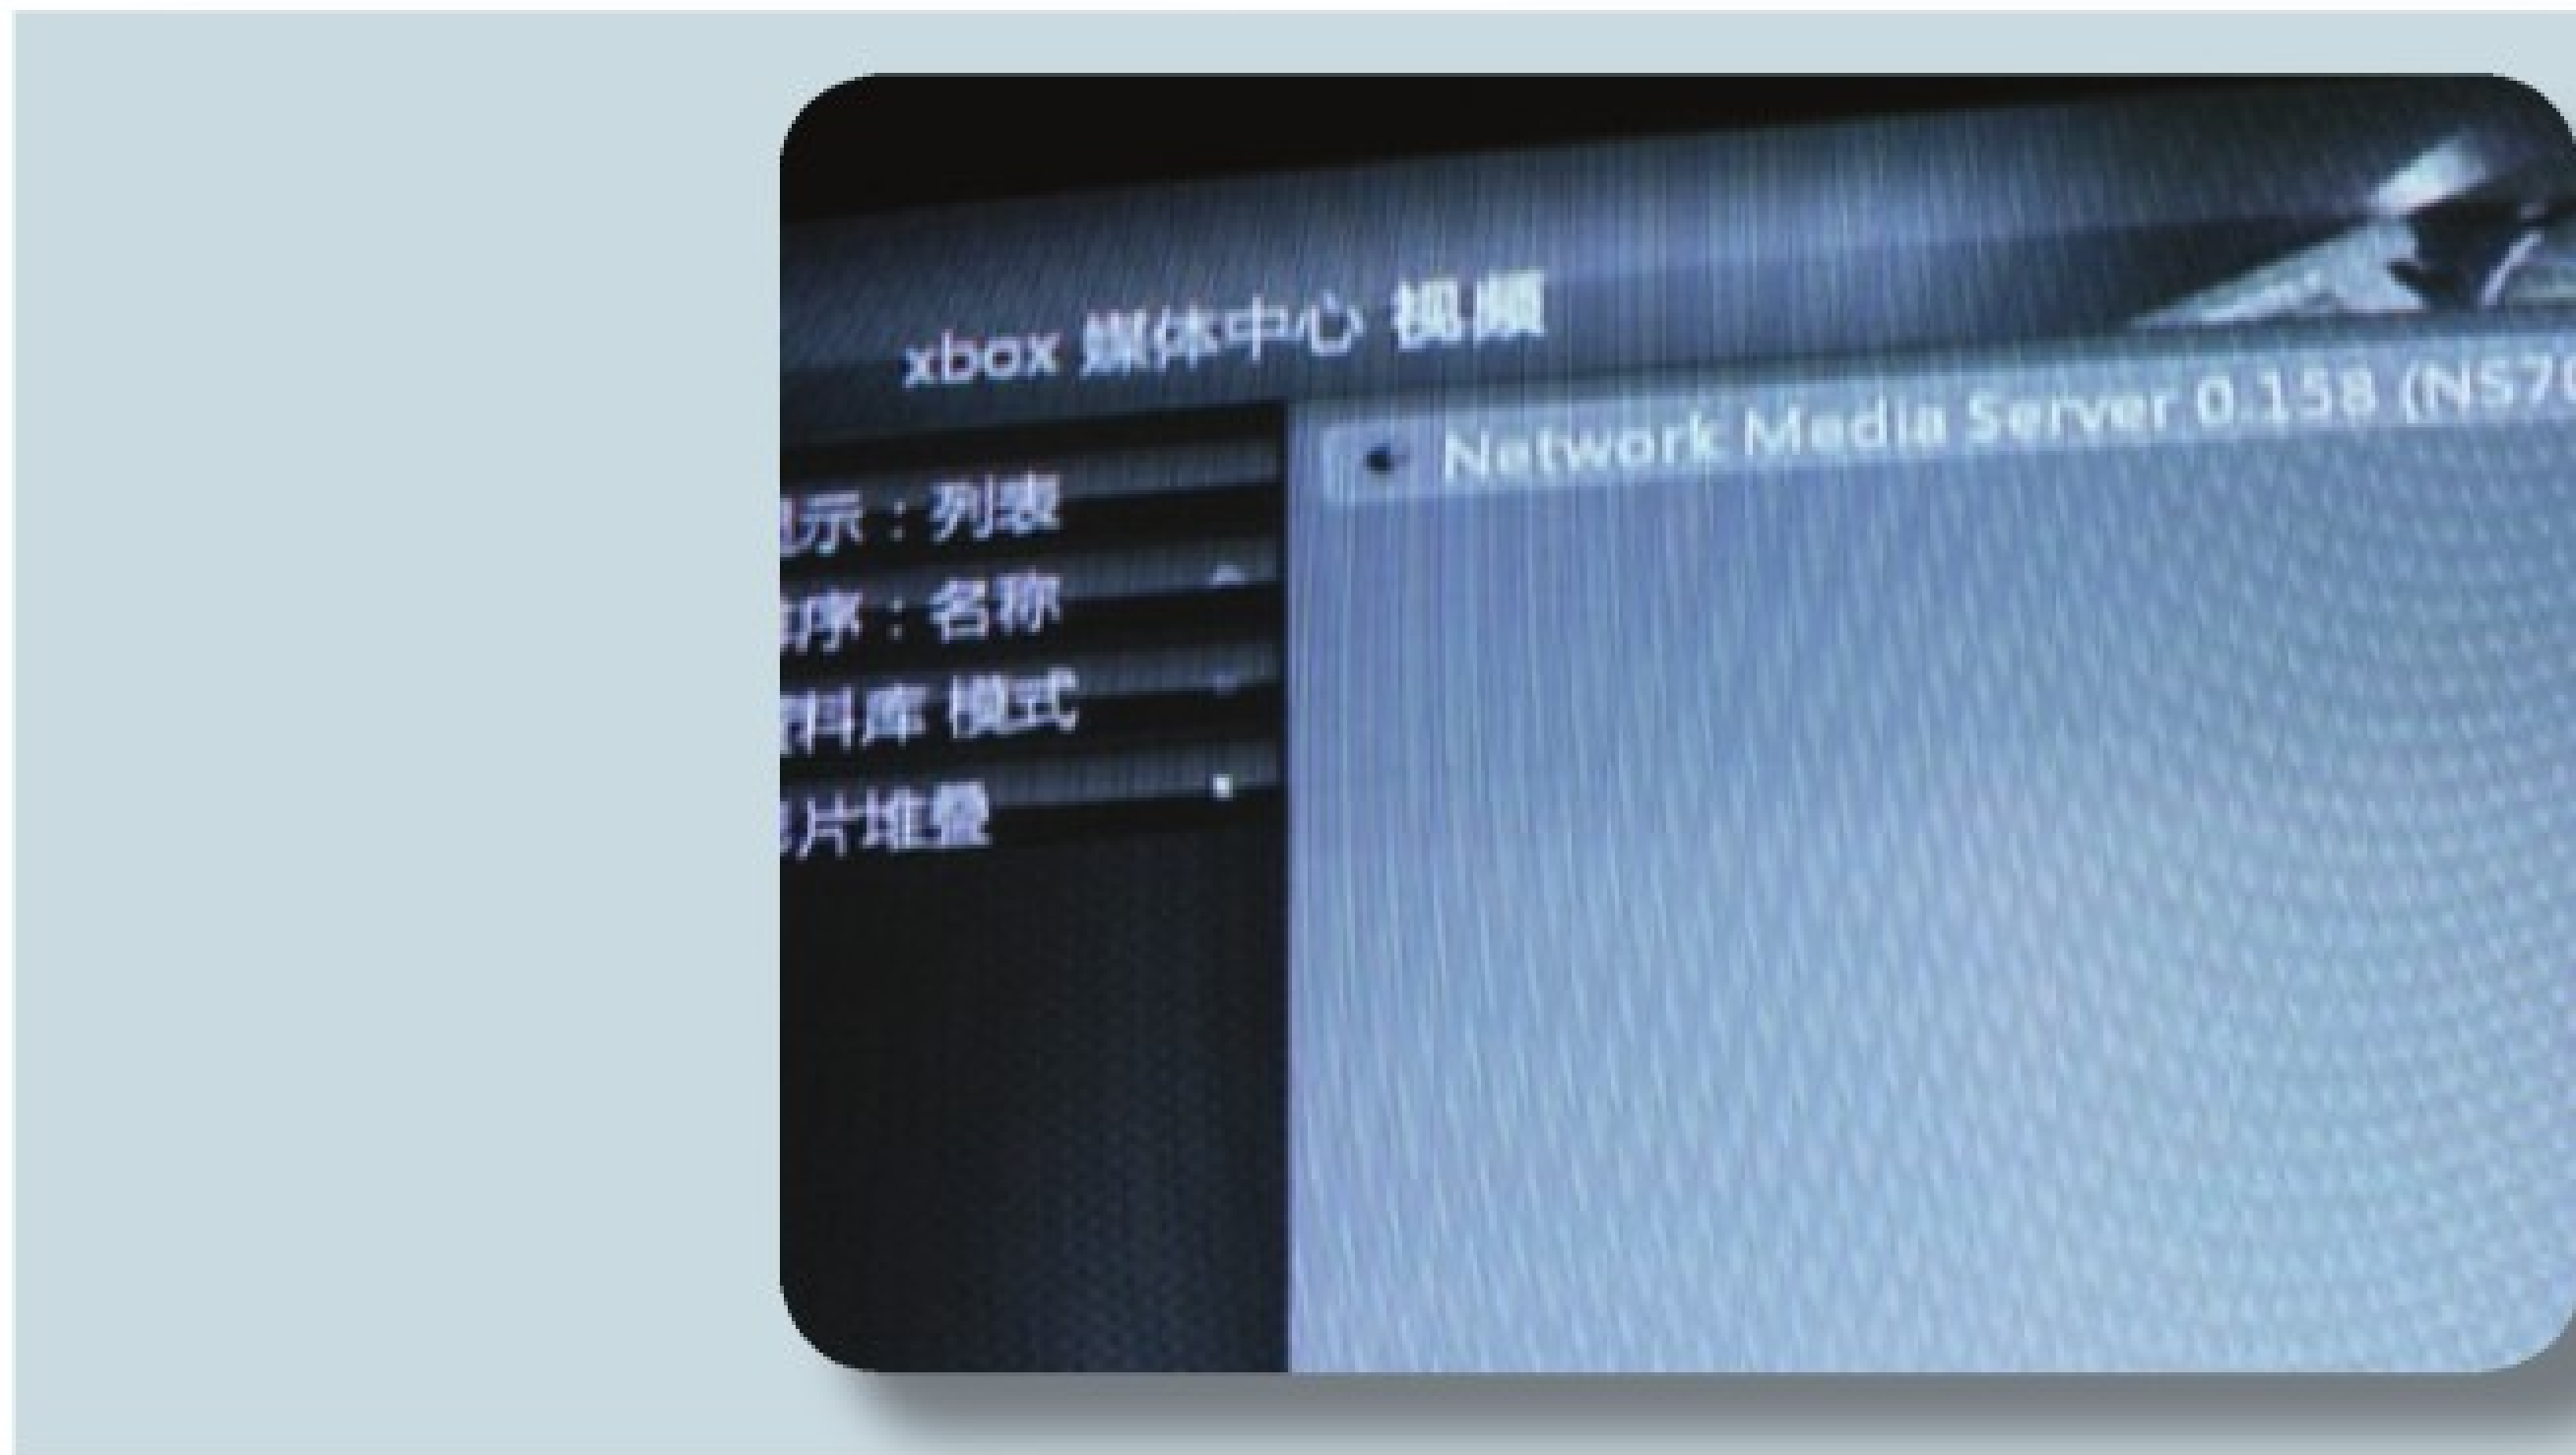 xbox 媒体中心 视频
Network Media Server 0.158 (NS70
示：列表
序：名称
料库 模式
片堆叠